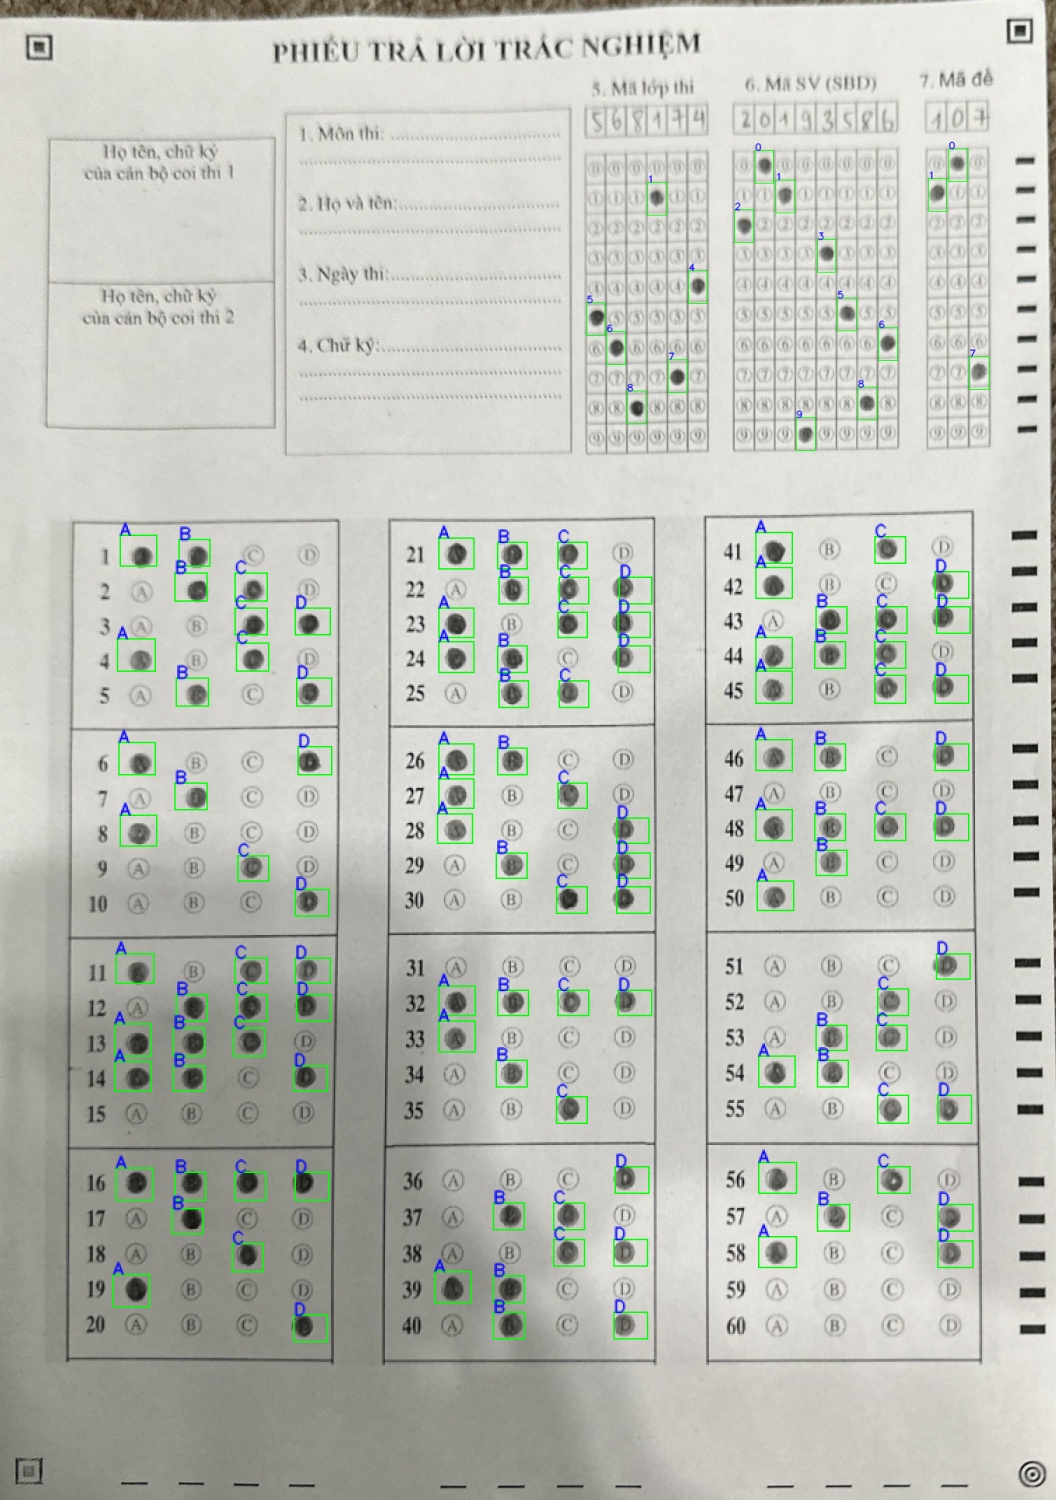 PHIẾU TRẢ LỜI TRẮC NGHIỆM
5. Mã lớp thi
6. Mã SV (SBD)
7. Mã đề
568174
20193586
107
Họ tên, chữ ký
của cán bộ coi thi 1
Họ tên, chữ ký
của cán bộ coi thi 2
1. Môn thi:
2. Họ và tên:
3. Ngày thi:
4. Chữ ký:
1 A B C D
2 A B C D
3 A B C D
4 A B C D
5 A B C D
6 A B C D
7 A B C D
8 A B C D
9 A B C D
10 A B C D
11 A B C D
12 A B C D
13 A B C D
14 A B C D
15 A B C D
16 A B C D
17 A B C D
18 A B C D
19 A B C D
20 A B C D
21 A B C D
22 A B C D
23 A B C D
24 A B C D
25 A B C D
26 A B C D
27 A B C D
28 A B C D
29 A B C D
30 A B C D
31 A B C D
32 A B C D
33 A B C D
34 A B C D
35 A B C D
36 A B C D
37 A B C D
38 A B C D
39 A B C D
40 A B C D
41 A B C D
42 A B C D
43 A B C D
44 A B C D
45 A B C D
46 A B C D
47 A B C D
48 A B C D
49 A B C D
50 A B C D
51 A B C D
52 A B C D
53 A B C D
54 A B C D
55 A B C D
56 A B C D
57 A B C D
58 A B C D
59 A B C D
60 A B C D